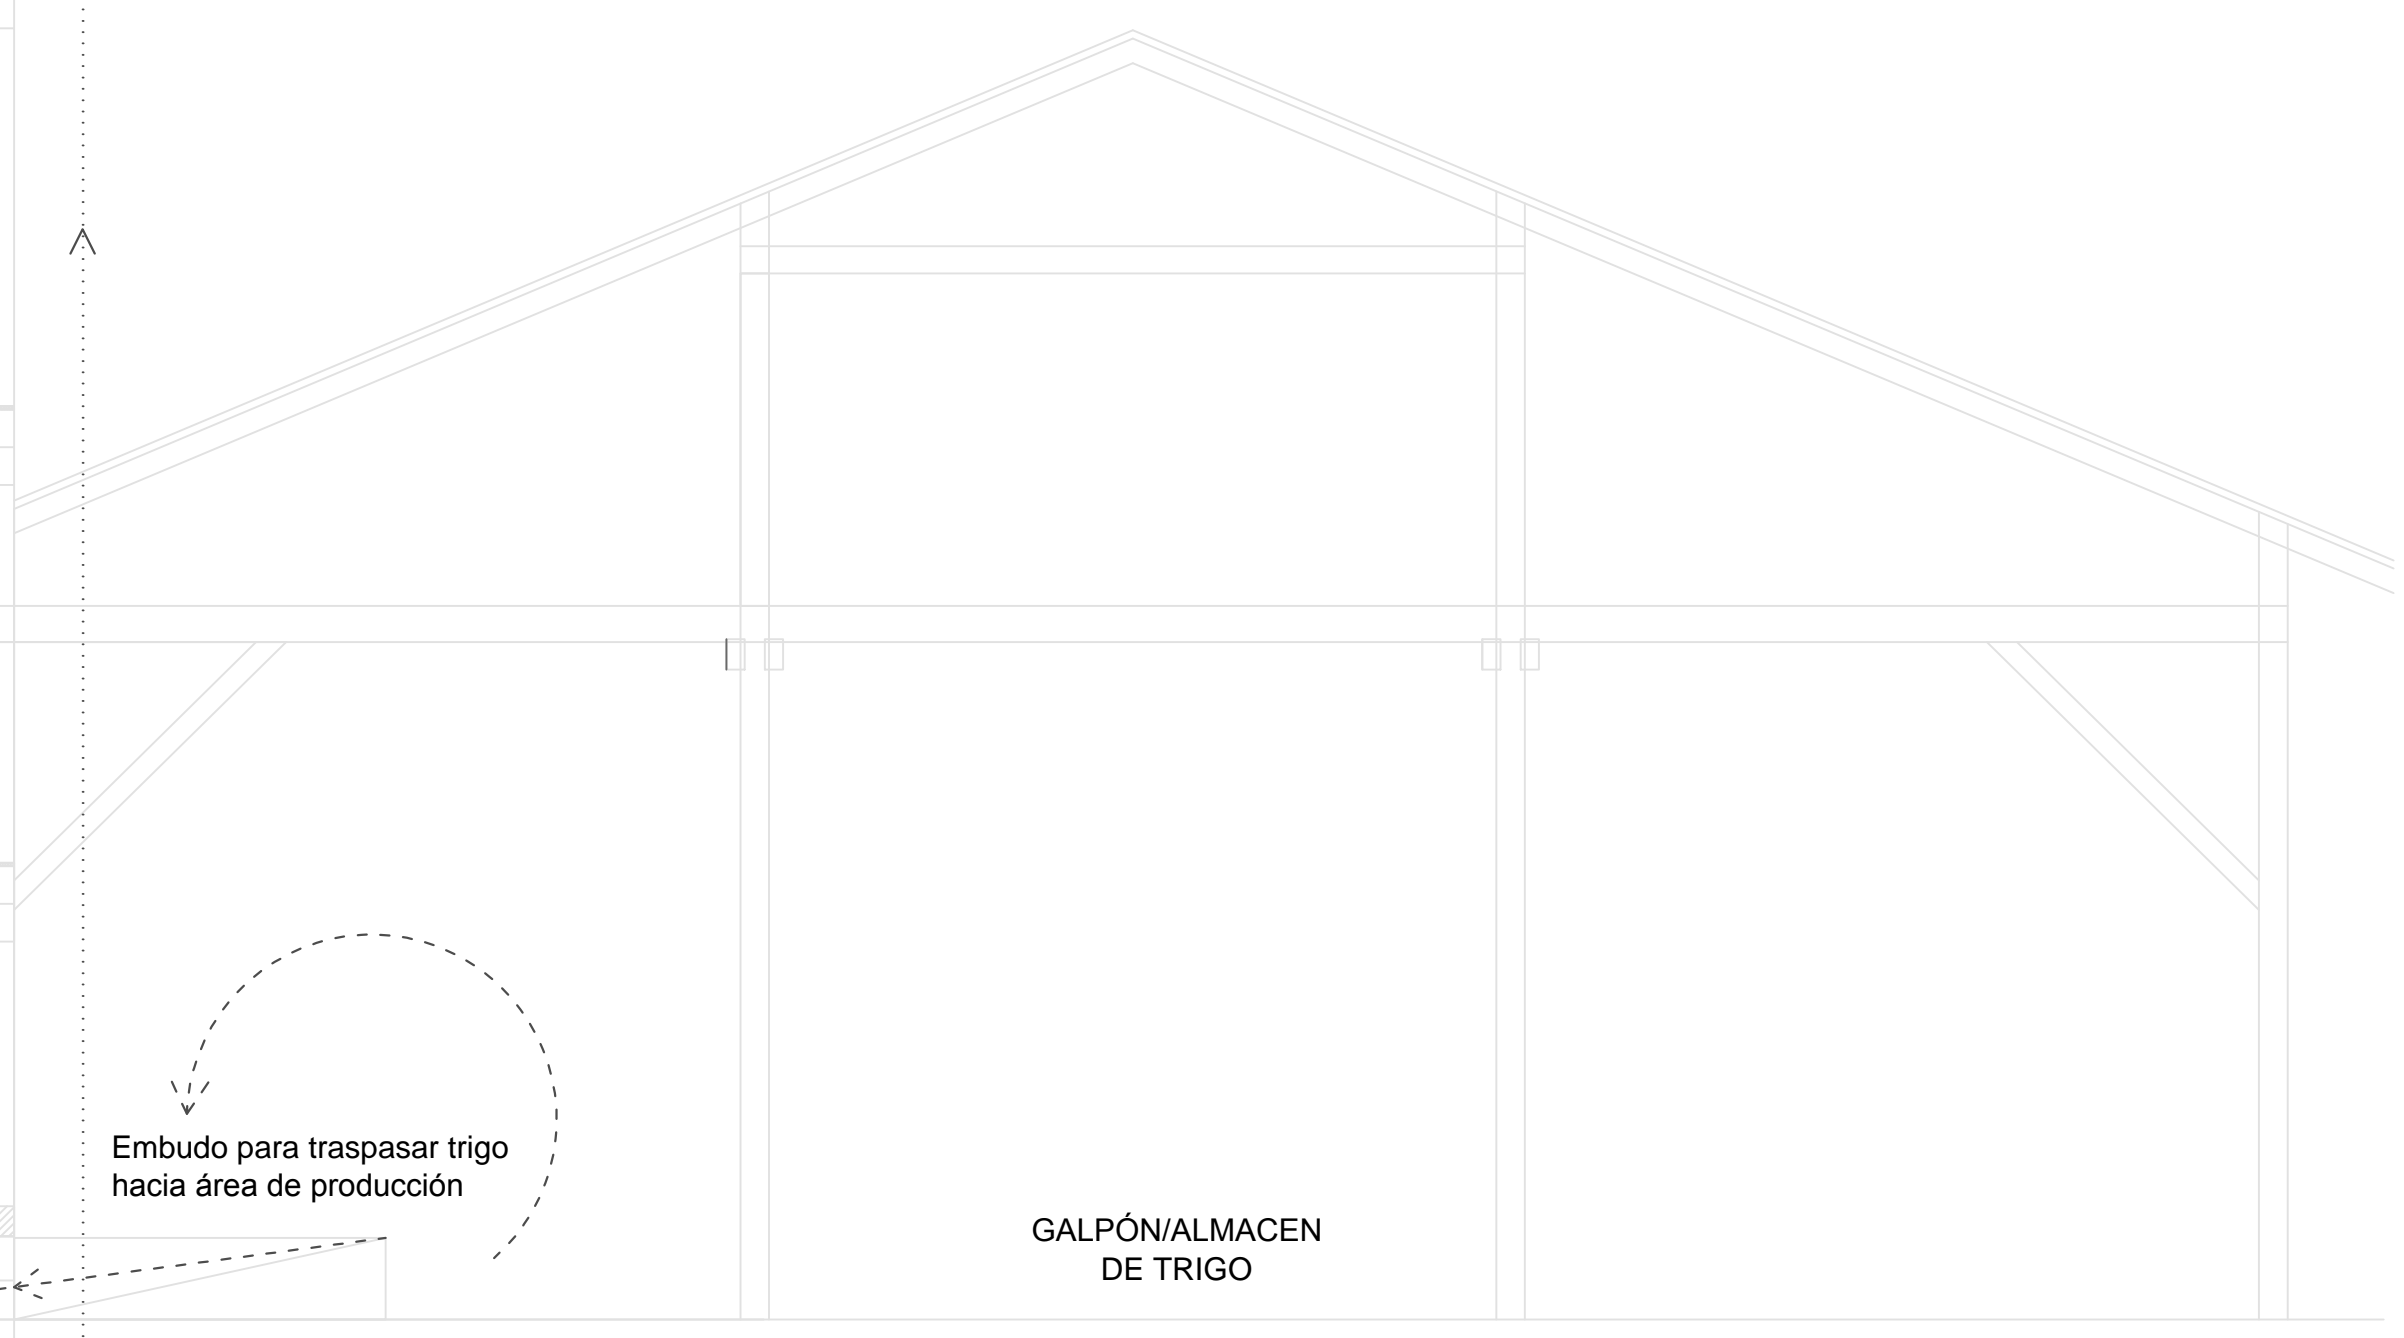 Embudo para traspasar trigo
hacia área de producción
GALPÓN/ALMACEN
DE TRIGO